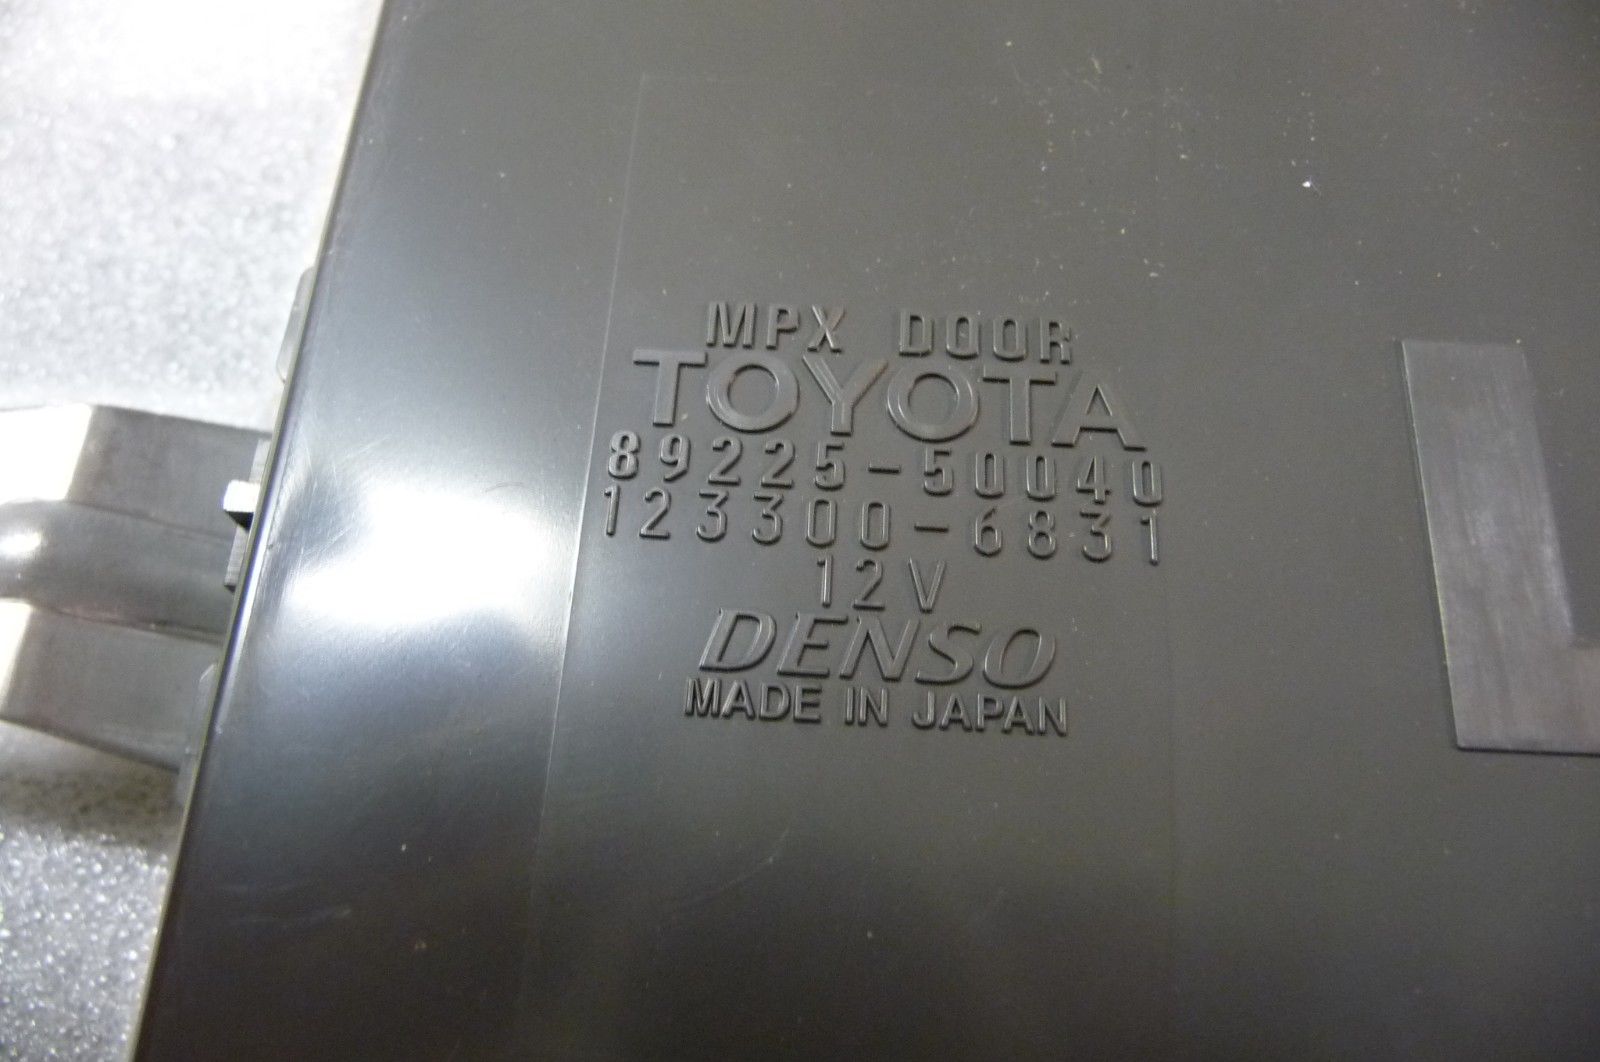 MPX DOOR
TOYOTA
89225-50040
123300-6831
12V
DENSO
MADE IN JAPAN
L